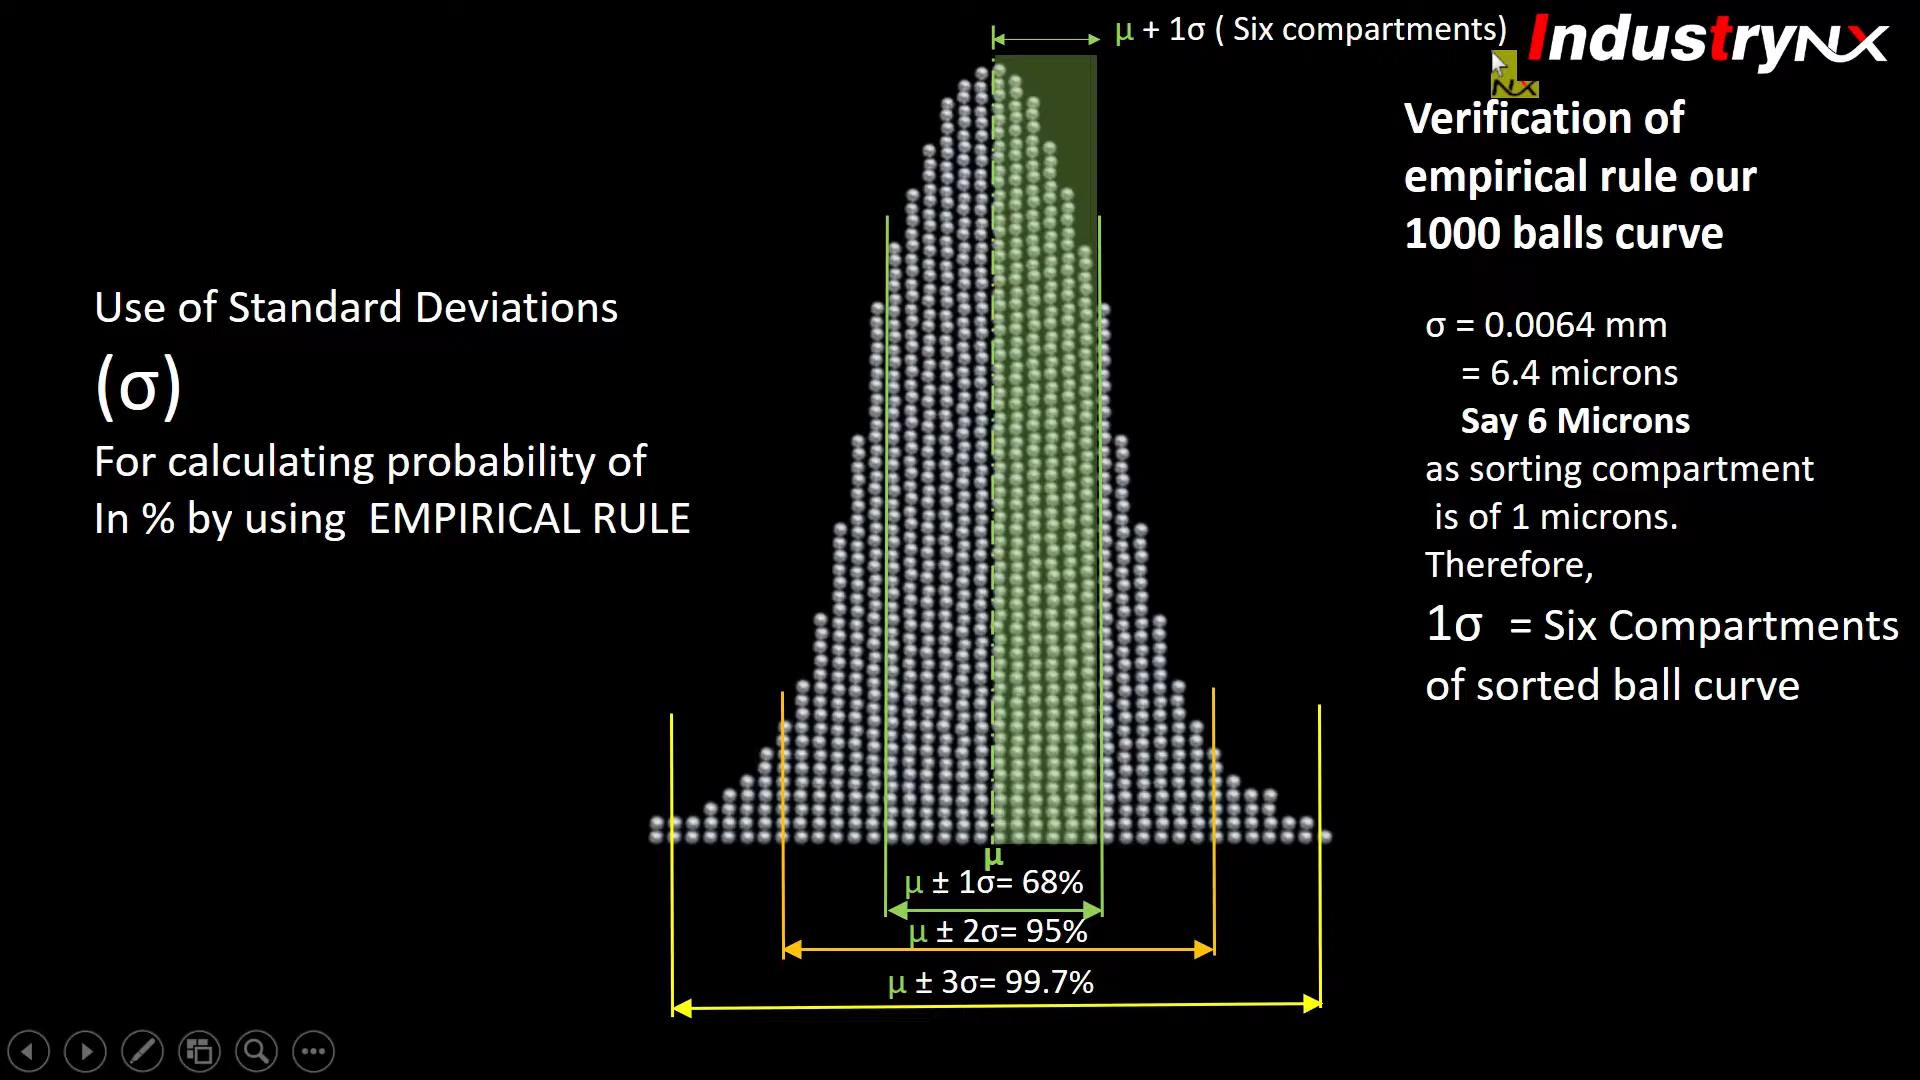 μ + 1σ ( Six compartments)
IndustryNX
NX
Verification of
empirical rule our
1000 balls curve
Use of Standard Deviations
(σ)
For calculating probability of
In % by using EMPIRICAL RULE
σ = 0.0064 mm
= 6.4 microns
Say 6 Microns
as sorting compartment
is of 1 microns.
Therefore,
1σ = Six Compartments
of sorted ball curve
μ
μ ± 1σ= 68%
μ ± 2σ= 95%
μ ± 3σ= 99.7%